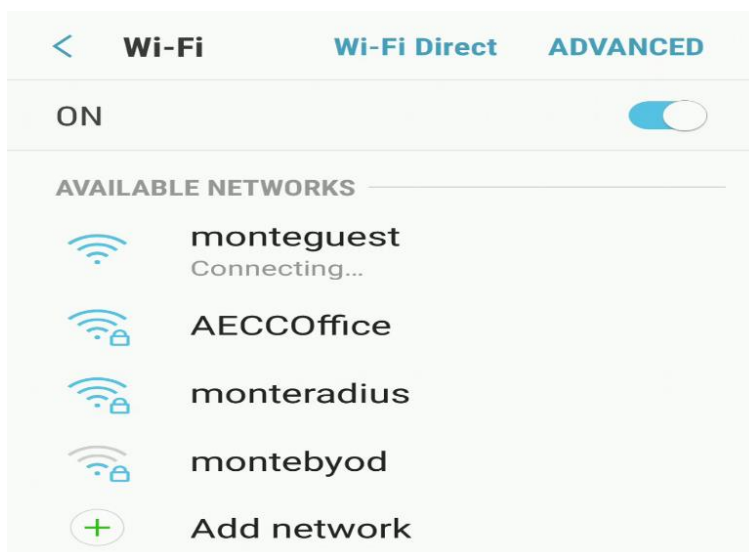 Wi-Fi Wi-Fi Direct ADVANCED
ON
AVAILABLE NETWORKS
monteguest
Connecting...
AECCOffice
monteradius
montebyod
Add network